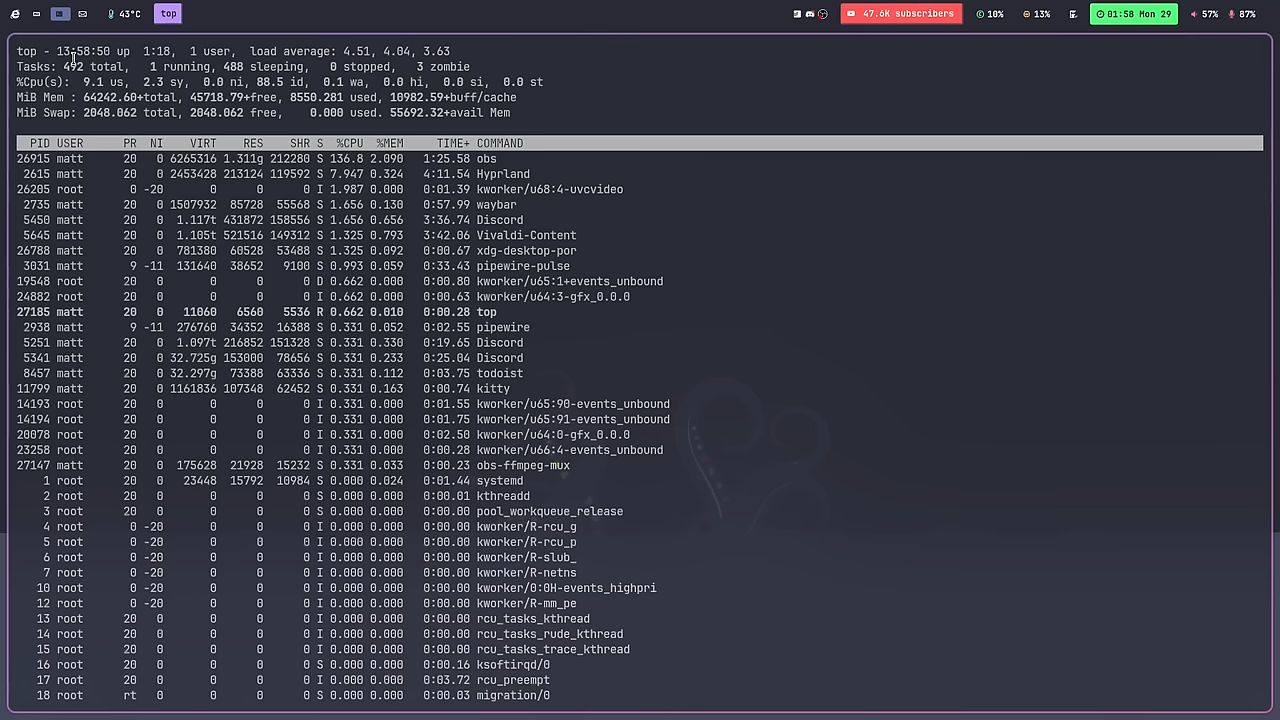 43°C top 47.6K subscribers 10% 13% 01:58 Mon 29 57% 87%
top - 13:58:50 up  1:18,  1 user,  load average: 4.51, 4.04, 3.63
Tasks: 492 total,   1 running, 488 sleeping,   0 stopped,   3 zombie
%Cpu(s):  9.1 us,  2.3 sy,  0.0 ni, 88.5 id,  0.1 wa,  0.0 hi,  0.0 si,  0.0 st
MiB Mem : 64242.60+total, 45718.79+free, 8550.281 used, 10982.59+buff/cache
MiB Swap: 2048.062 total, 2048.062 free,    0.000 used. 55692.32+avail Mem
PID USER PR NI VIRT RES SHR S %CPU %MEM TIME+ COMMAND
26915 matt 20 0 6265316 1.311g 212280 S 136.8 2.090 1:25.58 obs
2615 matt 20 0 2453428 213124 119592 S 7.947 0.324 4:11.54 Hyprland
26205 root 0 -20 0 0 0 I 1.987 0.000 0:01.39 kworker/u68:4-uvcvideo
2735 matt 20 0 1507932 85728 55568 S 1.656 0.130 0:57.99 waybar
5450 matt 20 0 1.117t 431872 158556 S 1.656 0.656 3:36.74 Discord
5645 matt 20 0 1.105t 521516 149312 S 1.325 0.793 3:42.06 Vivaldi-Content
26788 matt 20 0 781380 60528 53488 S 1.325 0.092 0:00.67 xdg-desktop-por
3031 matt 9 -11 131640 38652 9100 S 0.993 0.059 0:33.43 pipewire-pulse
19548 root 20 0 0 0 0 D 0.662 0.000 0:00.80 kworker/u65:1+events_unbound
24882 root 20 0 0 0 0 I 0.662 0.000 0:00.63 kworker/u64:3-gfx_0.0.0
27185 matt 20 0 11060 6560 5536 R 0.662 0.010 0:00.28 top
2938 matt 9 -11 276760 34352 16388 S 0.331 0.052 0:02.55 pipewire
5251 matt 20 0 1.097t 216852 151328 S 0.331 0.330 0:19.65 Discord
5341 matt 20 0 32.725g 153000 78656 S 0.331 0.233 0:25.04 Discord
8457 matt 20 0 32.297g 73388 63336 S 0.331 0.112 0:03.75 todoist
11799 matt 20 0 1161836 107348 62452 S 0.331 0.163 0:00.74 kitty
14193 root 20 0 0 0 0 I 0.331 0.000 0:01.55 kworker/u65:90-events_unbound
14194 root 20 0 0 0 0 I 0.331 0.000 0:01.75 kworker/u65:91-events_unbound
20078 root 20 0 0 0 0 I 0.331 0.000 0:02.50 kworker/u64:0-gfx_0.0.0
23258 root 20 0 0 0 0 I 0.331 0.000 0:00.28 kworker/u66:4-events_unbound
27147 matt 20 0 175628 21928 15232 S 0.331 0.033 0:00.23 obs-ffmpeg-mux
1 root 20 0 23448 15792 10984 S 0.000 0.024 0:01.44 systemd
2 root 20 0 0 0 0 S 0.000 0.000 0:00.01 kthreadd
3 root 20 0 0 0 0 S 0.000 0.000 0:00.00 pool_workqueue_release
4 root 0 -20 0 0 0 I 0.000 0.000 0:00.00 kworker/R-rcu_g
5 root 0 -20 0 0 0 I 0.000 0.000 0:00.00 kworker/R-rcu_p
6 root 0 -20 0 0 0 I 0.000 0.000 0:00.00 kworker/R-slub_
7 root 0 -20 0 0 0 I 0.000 0.000 0:00.00 kworker/R-netns
10 root 0 -20 0 0 0 I 0.000 0.000 0:00.00 kworker/0:0H-events_highpri
12 root 0 -20 0 0 0 I 0.000 0.000 0:00.00 kworker/R-mm_pe
13 root 20 0 0 0 0 I 0.000 0.000 0:00.00 rcu_tasks_kthread
14 root 20 0 0 0 0 I 0.000 0.000 0:00.00 rcu_tasks_rude_kthread
15 root 20 0 0 0 0 I 0.000 0.000 0:00.00 rcu_tasks_trace_kthread
16 root 20 0 0 0 0 S 0.000 0.000 0:00.16 ksoftirqd/0
17 root 20 0 0 0 0 I 0.000 0.000 0:03.72 rcu_preempt
18 root rt 0 0 0 0 S 0.000 0.000 0:00.03 migration/0